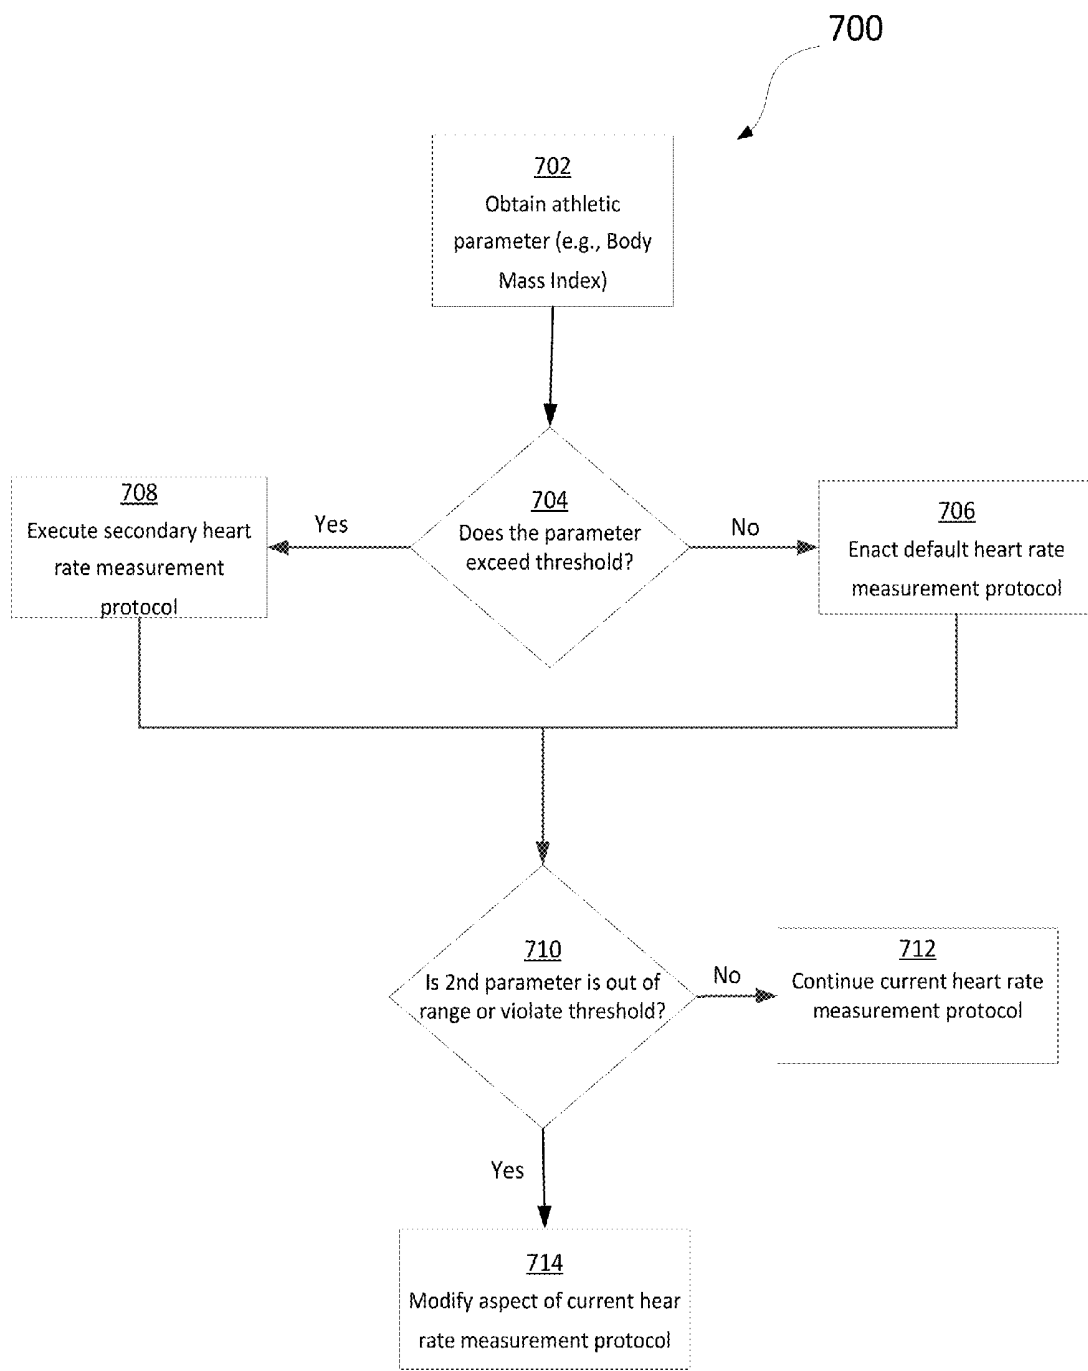 700
702
Obtain athletic
parameter (e.g., Body
Mass Index)
704
Does the parameter
exceed threshold?
Yes
No
708
Execute secondary heart
rate measurement
protocol
706
Enact default heart rate
measurement protocol
710
Is 2nd parameter is out of
range or violate threshold?
No
712
Continue current heart rate
measurement protocol
Yes
714
Modify aspect of current hear
rate measurement protocol